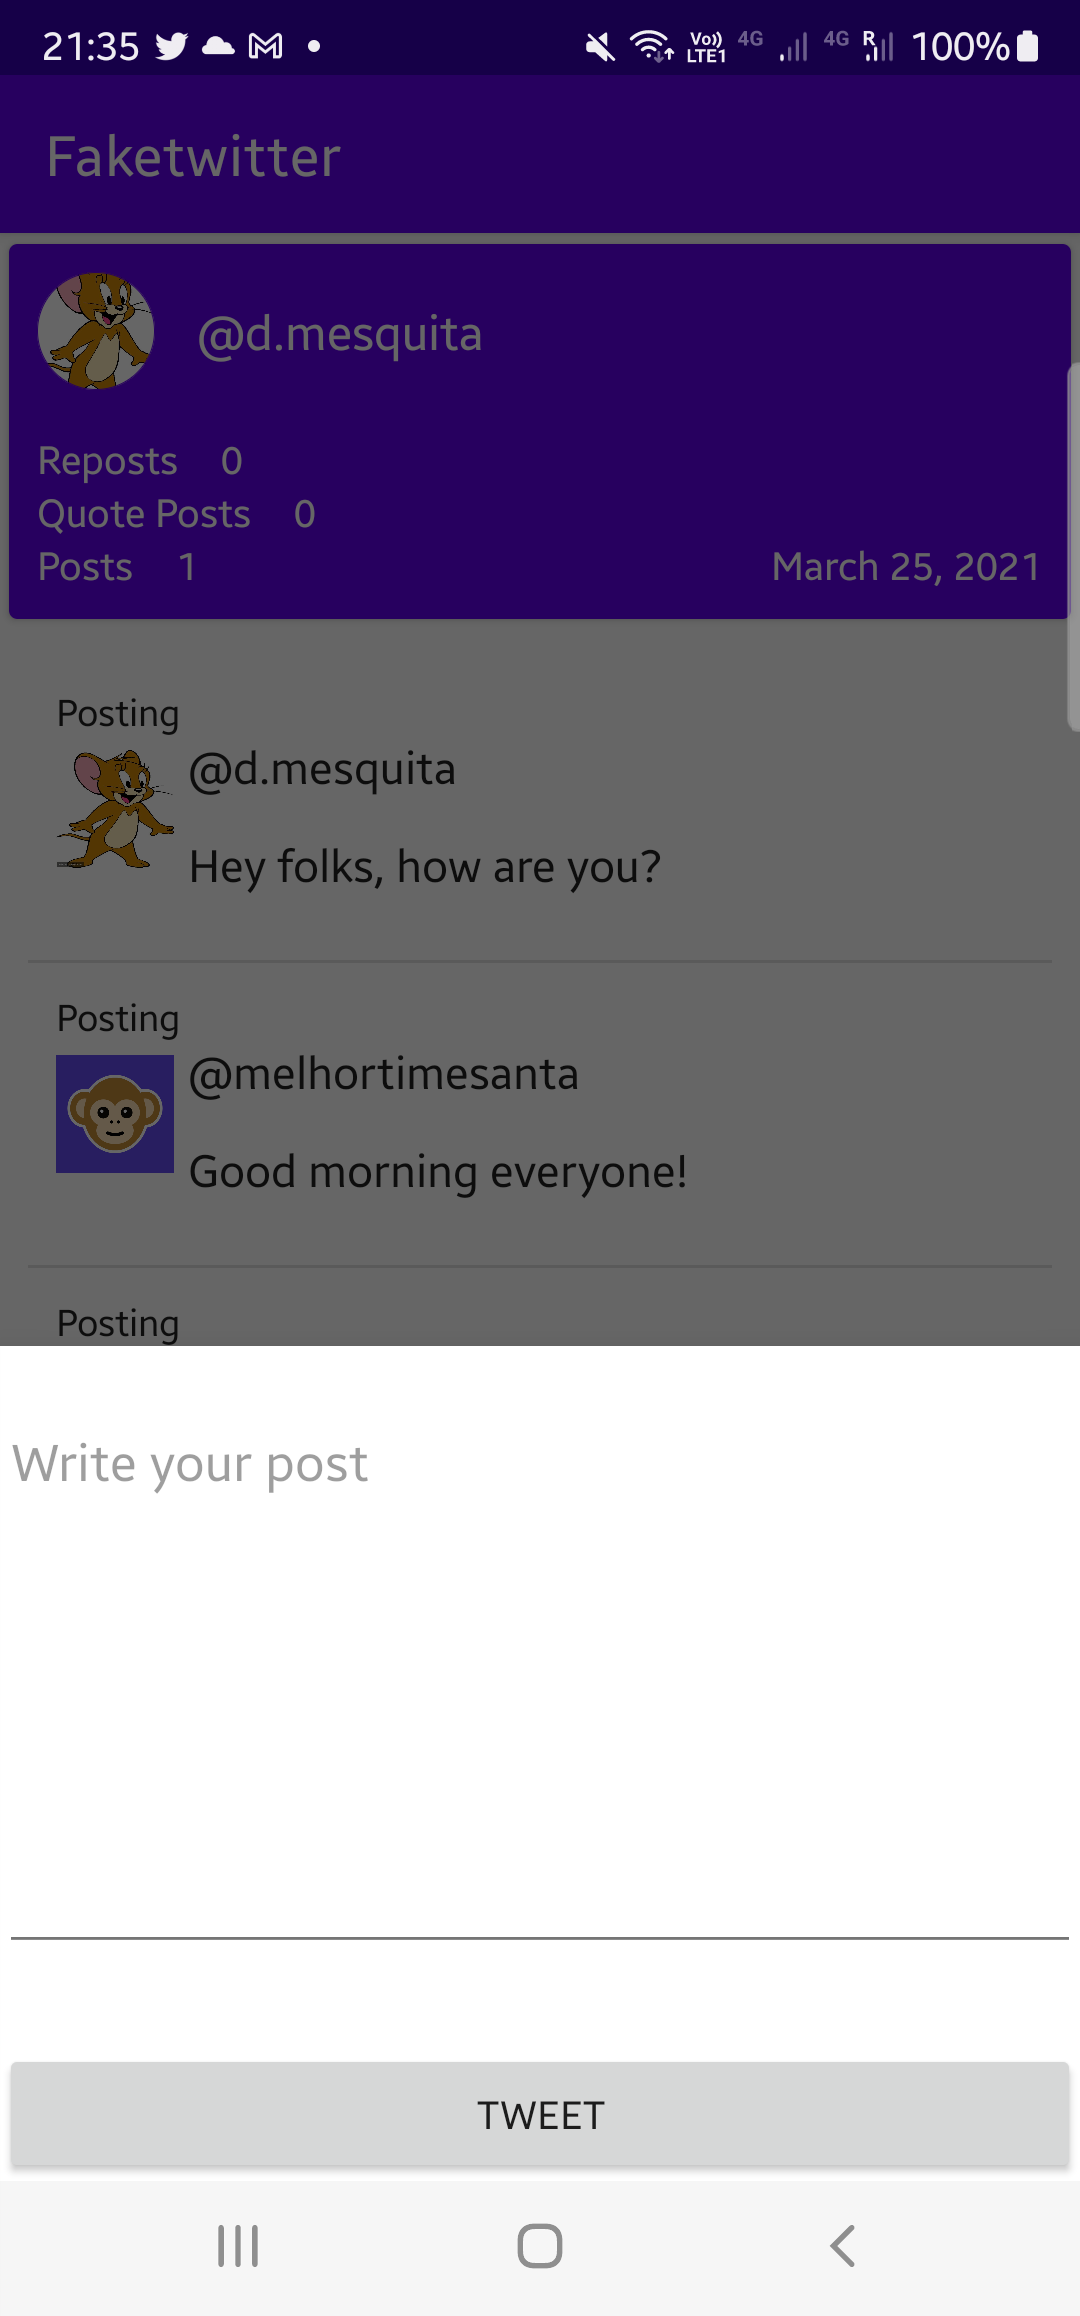 21:35 Vo)) LTE1 4G 4G R 100%
Faketwitter
@d.mesquita
Reposts 0
Quote Posts 0
Posts 1 March 25, 2021
Posting
@d.mesquita
Hey folks, how are you?
Posting
@melhortimesanta
Good morning everyone!
Posting
Write your post
TWEET